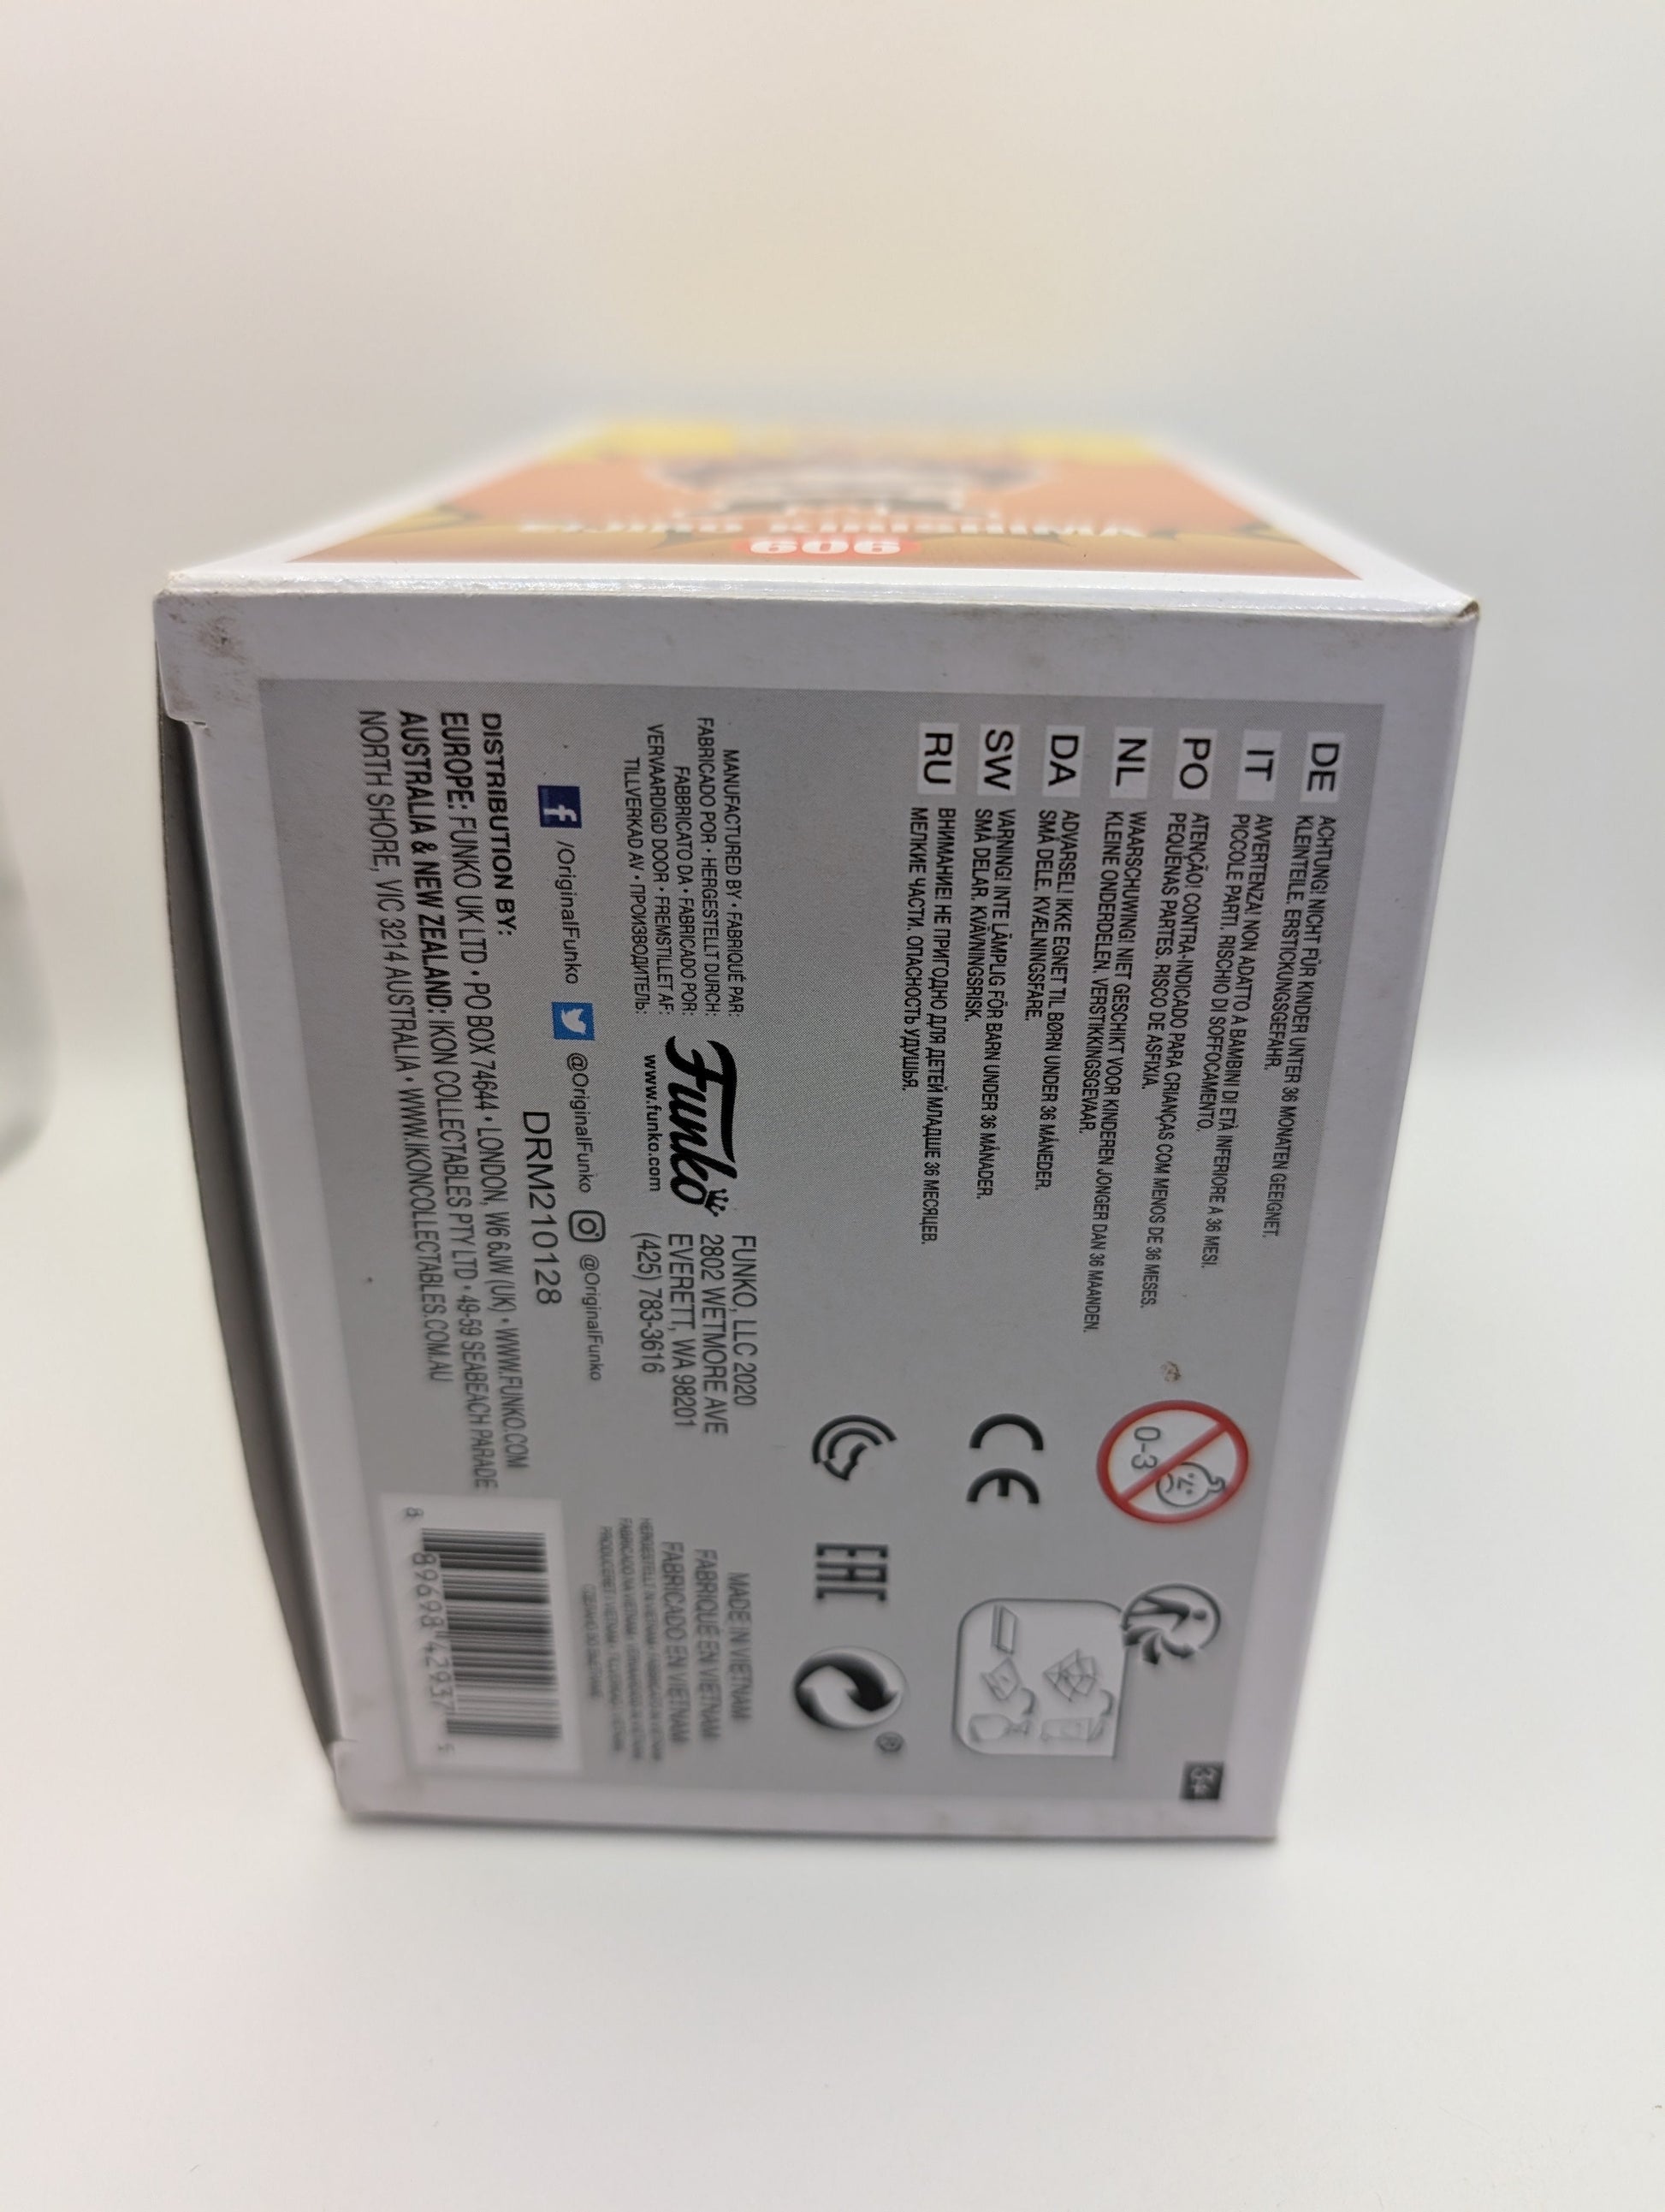 EIJIRO KIRISHIMA
606
DE ACHTUNG! NICHT FÜR KINDER UNTER 36 MONATEN GEEIGNET.
KLEINTEILE. ERSTICKUNGSGEFAHR.
IT AVVERTENZA! NON ADATTO A BAMBINI DI ETÀ INFERIORE A 36 MESI.
PICCOLE PARTI. RISCHIO DI SOFFOCAMENTO.
PO ATENÇÃO! CONTRA-INDICADO PARA CRIANÇAS COM MENOS DE 36 MESES.
PEQUENAS PARTES. RISCO DE ASFIXIA.
NL WAARSCHUWING! NIET GESCHIKT VOOR KINDEREN JONGER DAN 36 MAANDEN.
KLEINE ONDERDELEN. VERSTIKKINGSGEVAAR.
DA ADVARSEL! IKKE EGNET TIL BØRN UNDER 36 MÅNEDER.
SMÅ DELE. KVÆLNINGSFARE.
SW VARNING! INTE LÄMPLIG FÖR BARN UNDER 36 MÅNADER.
SMÅ DELAR. KVÄVNINGSRISK.
RU ВНИМАНИЕ! НЕ ПРИГОДНО ДЛЯ ДЕТЕЙ МЛАДШЕ 36 МЕСЯЦЕВ.
МЕЛКИЕ ЧАСТИ. ОПАСНОСТЬ УДУШЬЯ.
0-3
CE
EAC
®
MANUFACTURED BY • FABRIQUÉ PAR:
FABRICADO POR • HERGESTELLT DURCH:
FABBRICATO DA • FABRICADO POR:
VERVAARDIGD DOOR • FREMSTILLET AF:
TILLVERKAD AV • ПРОИЗВОДИТЕЛЬ:
Funko
www.funko.com
FUNKO, LLC 2020
2802 WETMORE AVE
EVERETT, WA 98201
(425) 783-3616
MADE IN VIETNAM
FABRIQUÉ EN VIETNAM
FABRICADO EN VIETNAM
/OriginalFunko @OriginalFunko @OriginalFunko
DRM210128
DISTRIBUTION BY:
EUROPE: FUNKO UK LTD • PO BOX 74644 • LONDON, W6 6JW (UK) • WWW.FUNKO.COM
AUSTRALIA & NEW ZEALAND: IKON COLLECTABLES PTY LTD • 49-59 SEABEACH PARADE
NORTH SHORE, VIC 3214 AUSTRALIA • WWW.IKONCOLLECTABLES.COM.AU
8 89698 42937 5